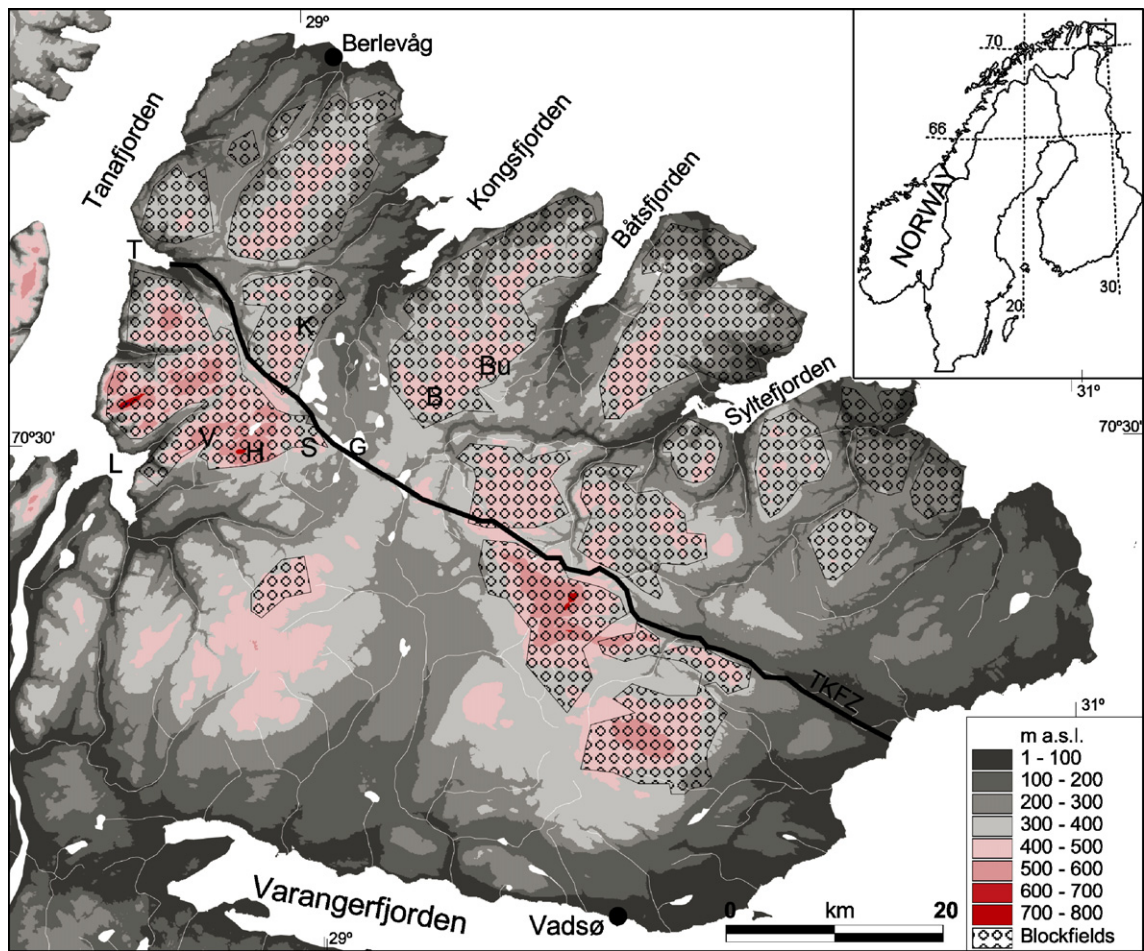 29°
Berlevåg
Tanafjorden
Kongsfjorden
Båtsfjorden
Syltefjorden
T
K
Bu
B
V
H
S
G
L
70°30'
70°30'
31°
TKFZ
31°
Varangerfjorden
Vadsø
29°
0 km 20
70
66
NORWAY
20
30
m a.s.l.
1 - 100
100 - 200
200 - 300
300 - 400
400 - 500
500 - 600
600 - 700
700 - 800
Blockfields